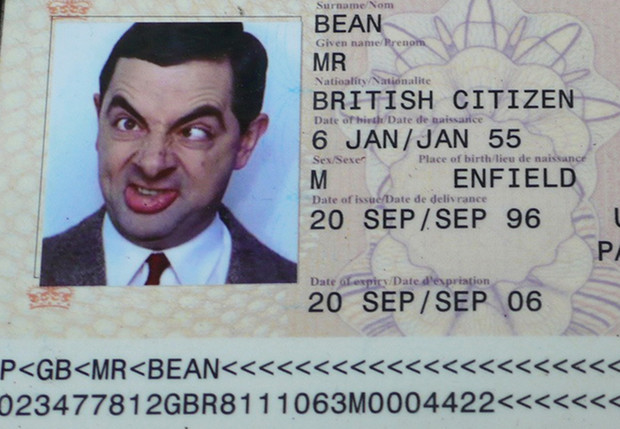 Surname/Nom
BEAN
Given name/Prenom
MR
Natioality/Nationalite
BRITISH CITIZEN
Date of birth/Date de naissance
6 JAN/JAN 55
Sex/Sexe Place of birth/lieu de naissance
M ENFIELD
Date of issue/Date de delivrance
20 SEP/SEP 96
Date of expiry/Date d'expriation
20 SEP/SEP 06
P<GB<MR<BEAN<<<<<<<<<<<<<<<<<<<<<<
023477812GBR8111063M0004422<<<<<<